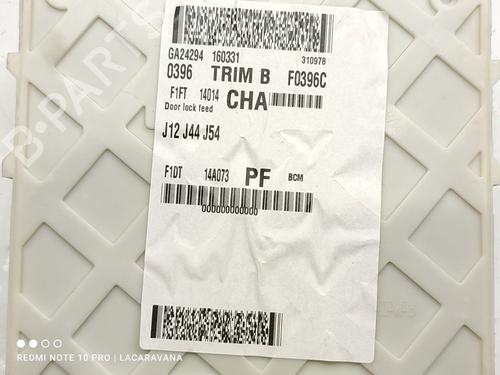 GA24294 160331 310978
0396 TRIM B F0396C
F1FT 14014 CHA
Door lock feed
J12 J44 J54
F1DT 14A073 PF BCM
000000000000
B-PARTS
REDMI NOTE 10 PRO | LACARAVANA